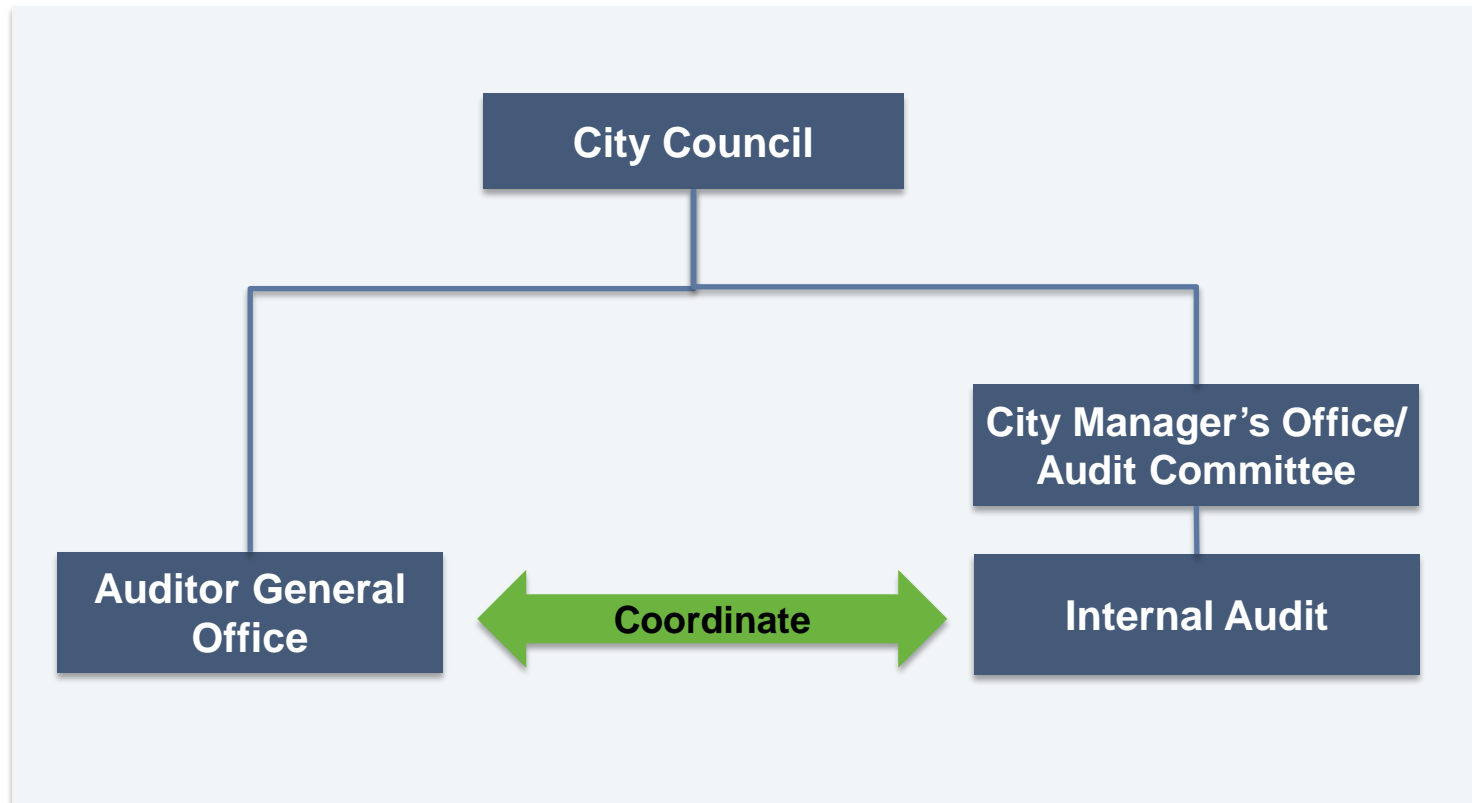 City Council
City Manager’s Office/
Audit Committee
Auditor General
Office
Coordinate
Internal Audit